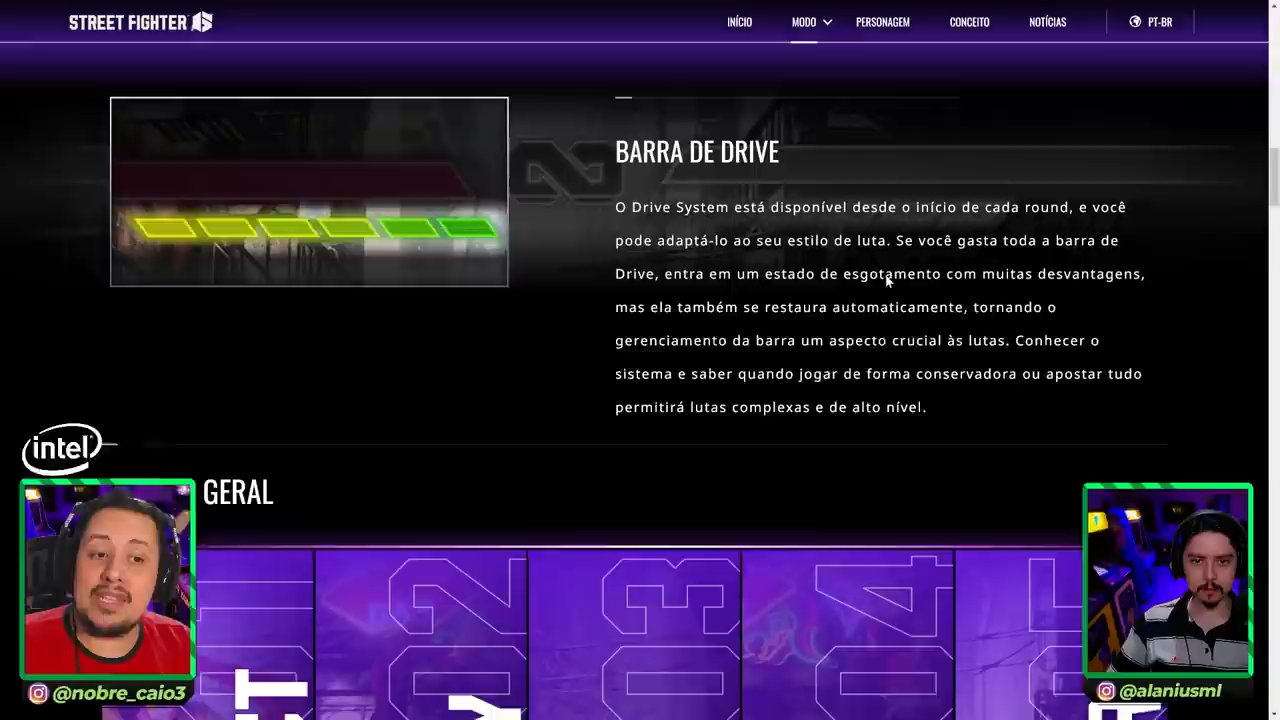 STREET FIGHTER 6
INÍCIO
MODO
PERSONAGEM
CONCEITO
NOTÍCIAS
PT-BR
BARRA DE DRIVE
O Drive System está disponível desde o início de cada round, e você
pode adaptá-lo ao seu estilo de luta. Se você gasta toda a barra de
Drive, entra em um estado de esgotamento com muitas desvantagens,
mas ela também se restaura automaticamente, tornando o
gerenciamento da barra um aspecto crucial às lutas. Conhecer o
sistema e saber quando jogar de forma conservadora ou apostar tudo
permitirá lutas complexas e de alto nível.
intel
GERAL
02
03
04
@nobre_caio3
@alaniusml